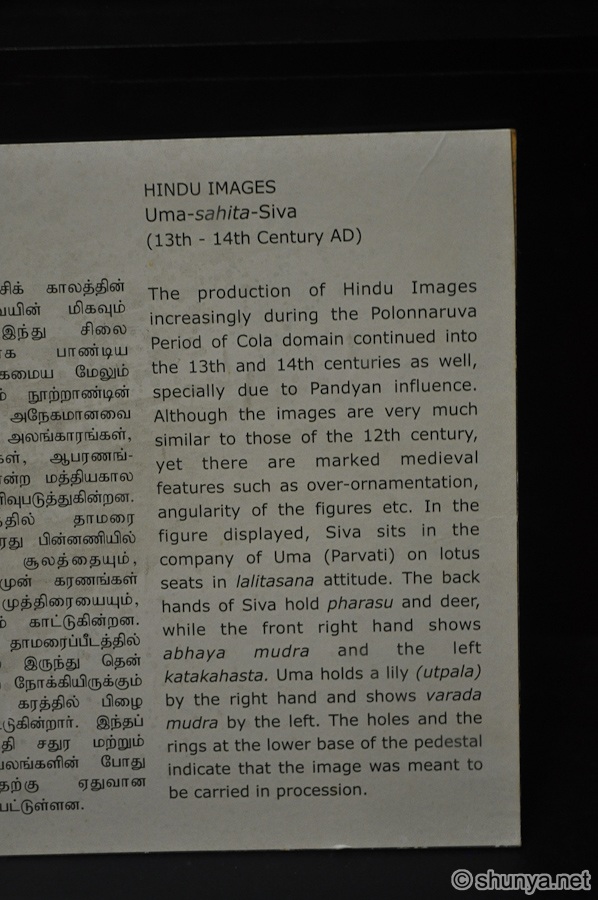 HINDU IMAGES
Uma-sahita-Siva
(13th - 14th Century AD)
சிக் காலத்தின்
மிகவும்
இந்து சிலை
பாண்டிய
மேலும்
நூற்றாண்டின்
அநேகமானவை
அலங்காரங்கள்,
ஆபரணங்-
மத்தியகால
தாமரை
பின்னணியில்
சூலத்தையும்,
முன் கரணங்கள்
முத்திரையையும்,
காட்டுகின்றன.
தாமரைப்பீடத்தில்
இருந்து தென்
நோக்கியிருக்கும்
கரத்தில் பிழை
இந்தப்
சதுர மற்றும்
போது
ஏதுவான
The production of Hindu Images
increasingly during the Polonnaruva
Period of Cola domain continued into
the 13th and 14th centuries as well,
specially due to Pandyan influence.
Although the images are very much
similar to those of the 12th century,
yet there are marked medieval
features such as over-ornamentation,
angularity of the figures etc. In the
figure displayed, Siva sits in the
company of Uma (Parvati) on lotus
seats in lalitasana attitude. The back
hands of Siva hold pharasu and deer,
while the front right hand shows
abhaya mudra and the left
katakahasta. Uma holds a lily (utpala)
by the right hand and shows varada
mudra by the left. The holes and the
rings at the lower base of the pedestal
indicate that the image was meant to
be carried in procession.
© shunya.net